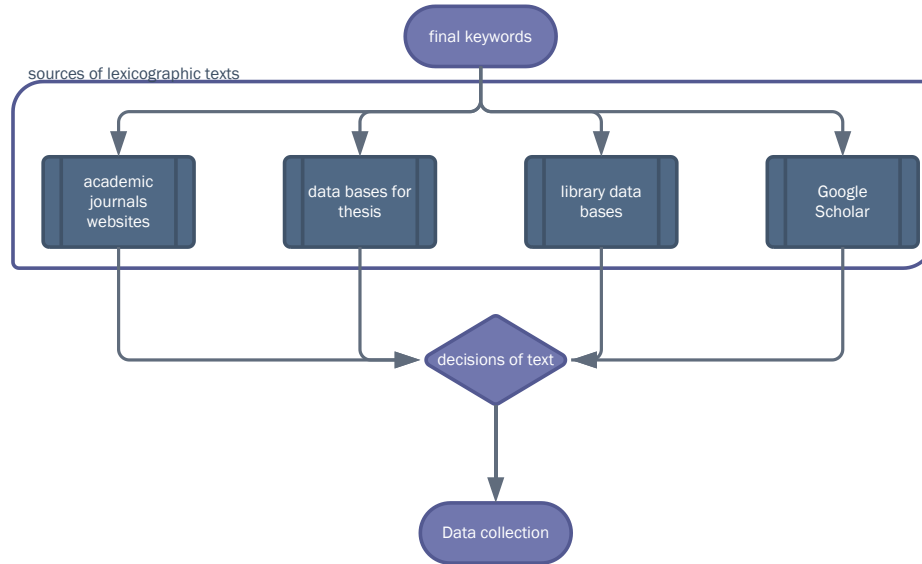 final keywords
sources of lexicographic texts
academic
journals
websites
data bases for
thesis
library data
bases
Google
Scholar
decisions of text
Data collection